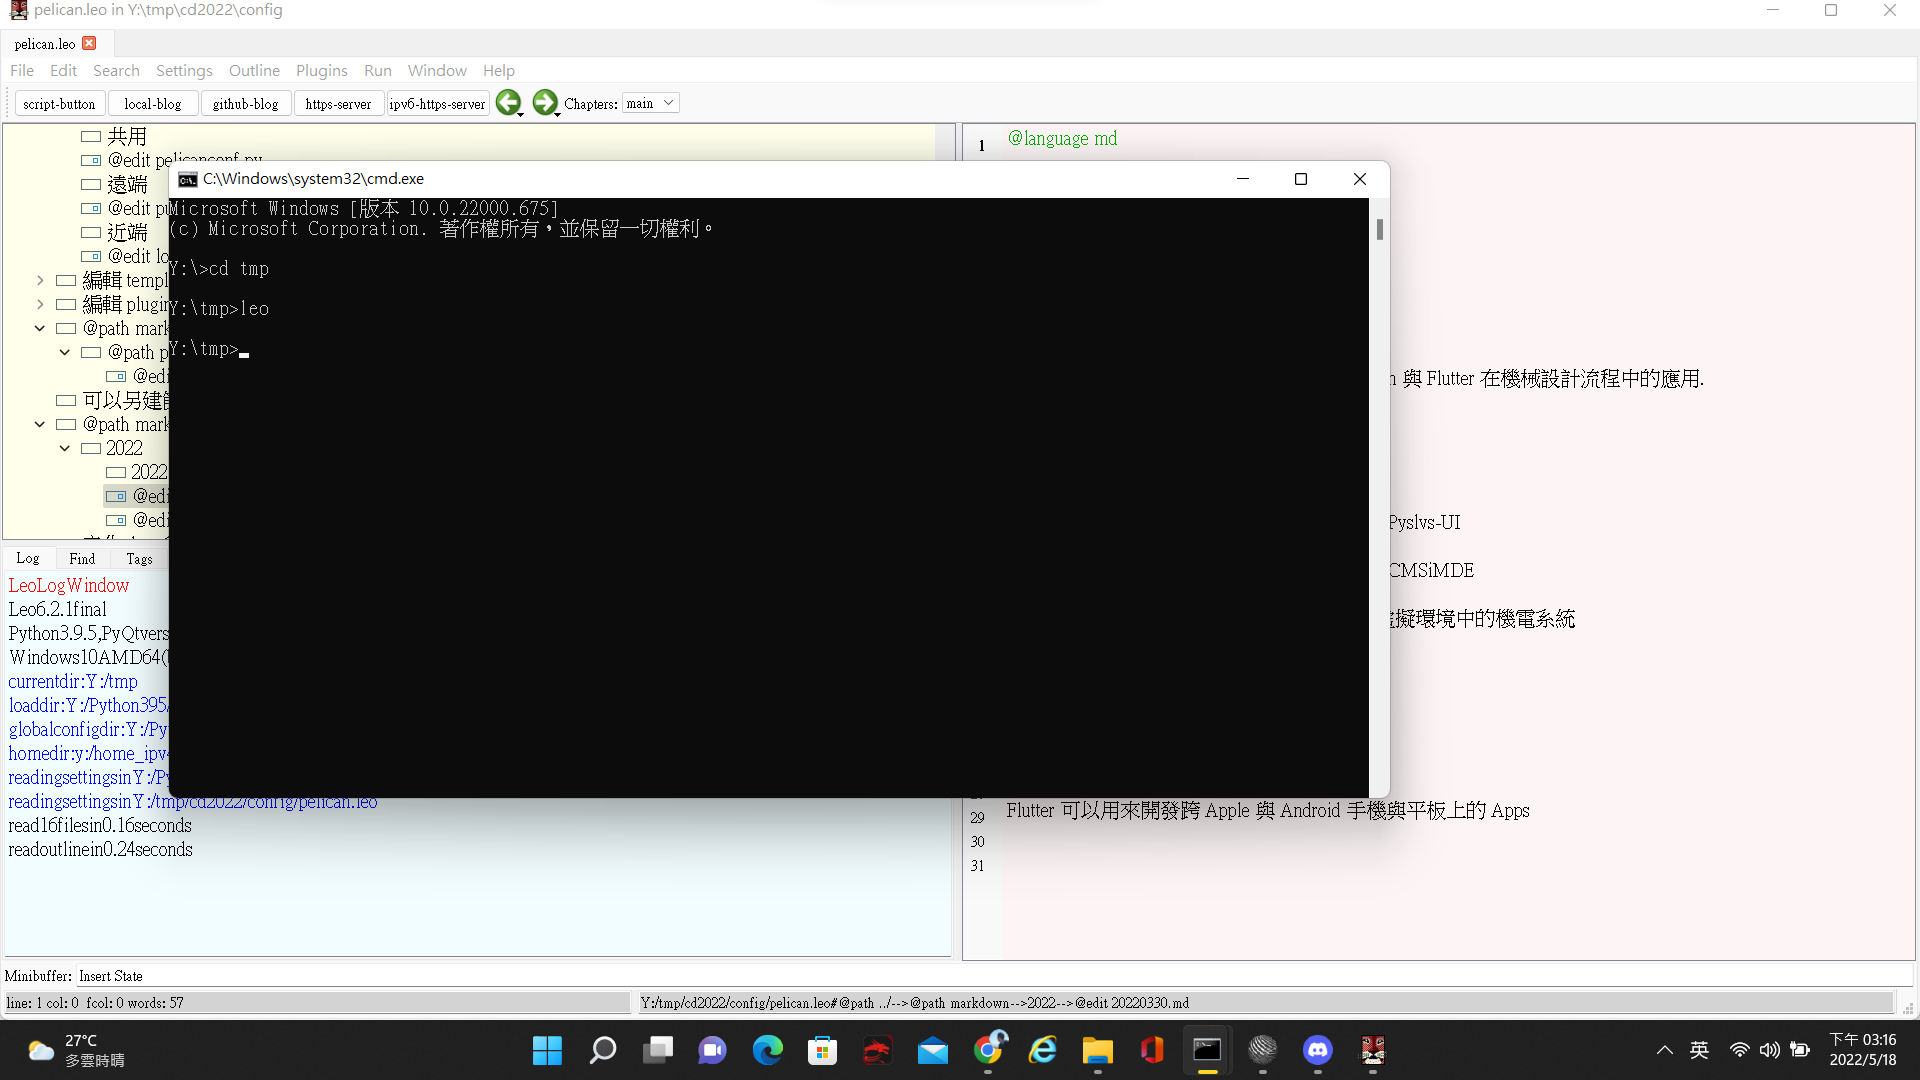 pelican.leo in Y:\tmp\cd2022\config
pelican.leo
File Edit Search Settings Outline Plugins Run Window Help
script-button local-blog github-blog https-server ipv6-https-server Chapters: main
共用
@edit pelicanconf.py
遠端
@edit pu
近端
@edit lo
編輯 templ
編輯 plugin
@path mark
@path p
@edi
可以另建
@path mark
2022
2022
@edi
@edi
C:\Windows\system32\cmd.exe
Microsoft Windows [版本 10.0.22000.675]
(c) Microsoft Corporation. 著作權所有，並保留一切權利。
Y:\>cd tmp
Y:\tmp>leo
Y:\tmp>
1 @language md
與 Flutter 在機械設計流程中的應用.
Pyslvs-UI
CMSiMDE
擬環境中的機電系統
29 Flutter 可以用來開發跨 Apple 與 Android 手機與平板上的 Apps
30
31
Log Find Tags
LeoLogWindow
Leo6.2.1final
Python3.9.5,PyQtvers
Windows10AMD64(
currentdir:Y:/tmp
loaddir:Y:/Python395/
globalconfigdir:Y:/Py
homedir:y:/home_ipv
readingsettingsinY:/Py
readingsettingsinY:/tmp/cd2022/config/pelican.leo
read16filesin0.16seconds
readoutlinein0.24seconds
Minibuffer: Insert State
line: 1 col: 0 fcol: 0 words: 57
Y:/tmp/cd2022/config/pelican.leo#@path ../-->@path markdown-->2022-->@edit 20220330.md
27°C
多雲時晴
英
下午 03:16
2022/5/18